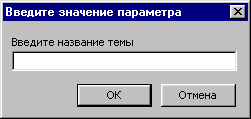 Введите значение параметра
Введите название темы
OK
Отмена